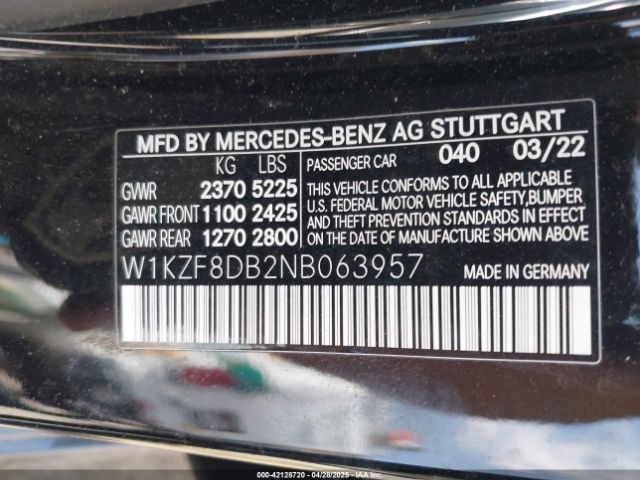 MFD BY MERCEDES-BENZ AG STUTTGART
KG LBS
GVWR 2370 5225
GAWR FRONT 1100 2425
GAWR REAR 1270 2800
PASSENGER CAR 040 03/22
THIS VEHICLE CONFORMS TO ALL APPLICABLE
U.S. FEDERAL MOTOR VEHICLE SAFETY,BUMPER
AND THEFT PREVENTION STANDARDS IN EFFECT
ON THE DATE OF MANUFACTURE SHOWN ABOVE
W1KZF8DB2NB063957 MADE IN GERMANY
000-42128720 04/28/2025 (IAA)